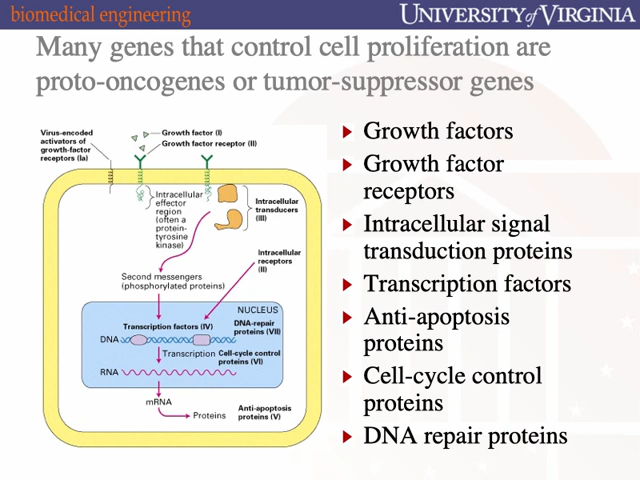 biomedical engineering
UNIVERSITY of VIRGINIA
Many genes that control cell proliferation are
proto-oncogenes or tumor-suppressor genes
Virus-encoded
activators of
growth-factor
receptors (Ia)
Growth factor (I)
Growth factor receptor (II)
Intracellular
effector
region
(often a
protein-
tyrosine
kinase)
Intracellular
transducers
(III)
Intracellular
receptors
(II)
Second messengers
(phosphorylated proteins)
NUCLEUS
Transcription factors (IV)
DNA-repair
proteins (VII)
DNA
Transcription
Cell-cycle control
proteins (VI)
RNA
mRNA
Proteins
Anti-apoptosis
proteins (V)
Growth factors
Growth factor
receptors
Intracellular signal
transduction proteins
Transcription factors
Anti-apoptosis
proteins
Cell-cycle control
proteins
DNA repair proteins